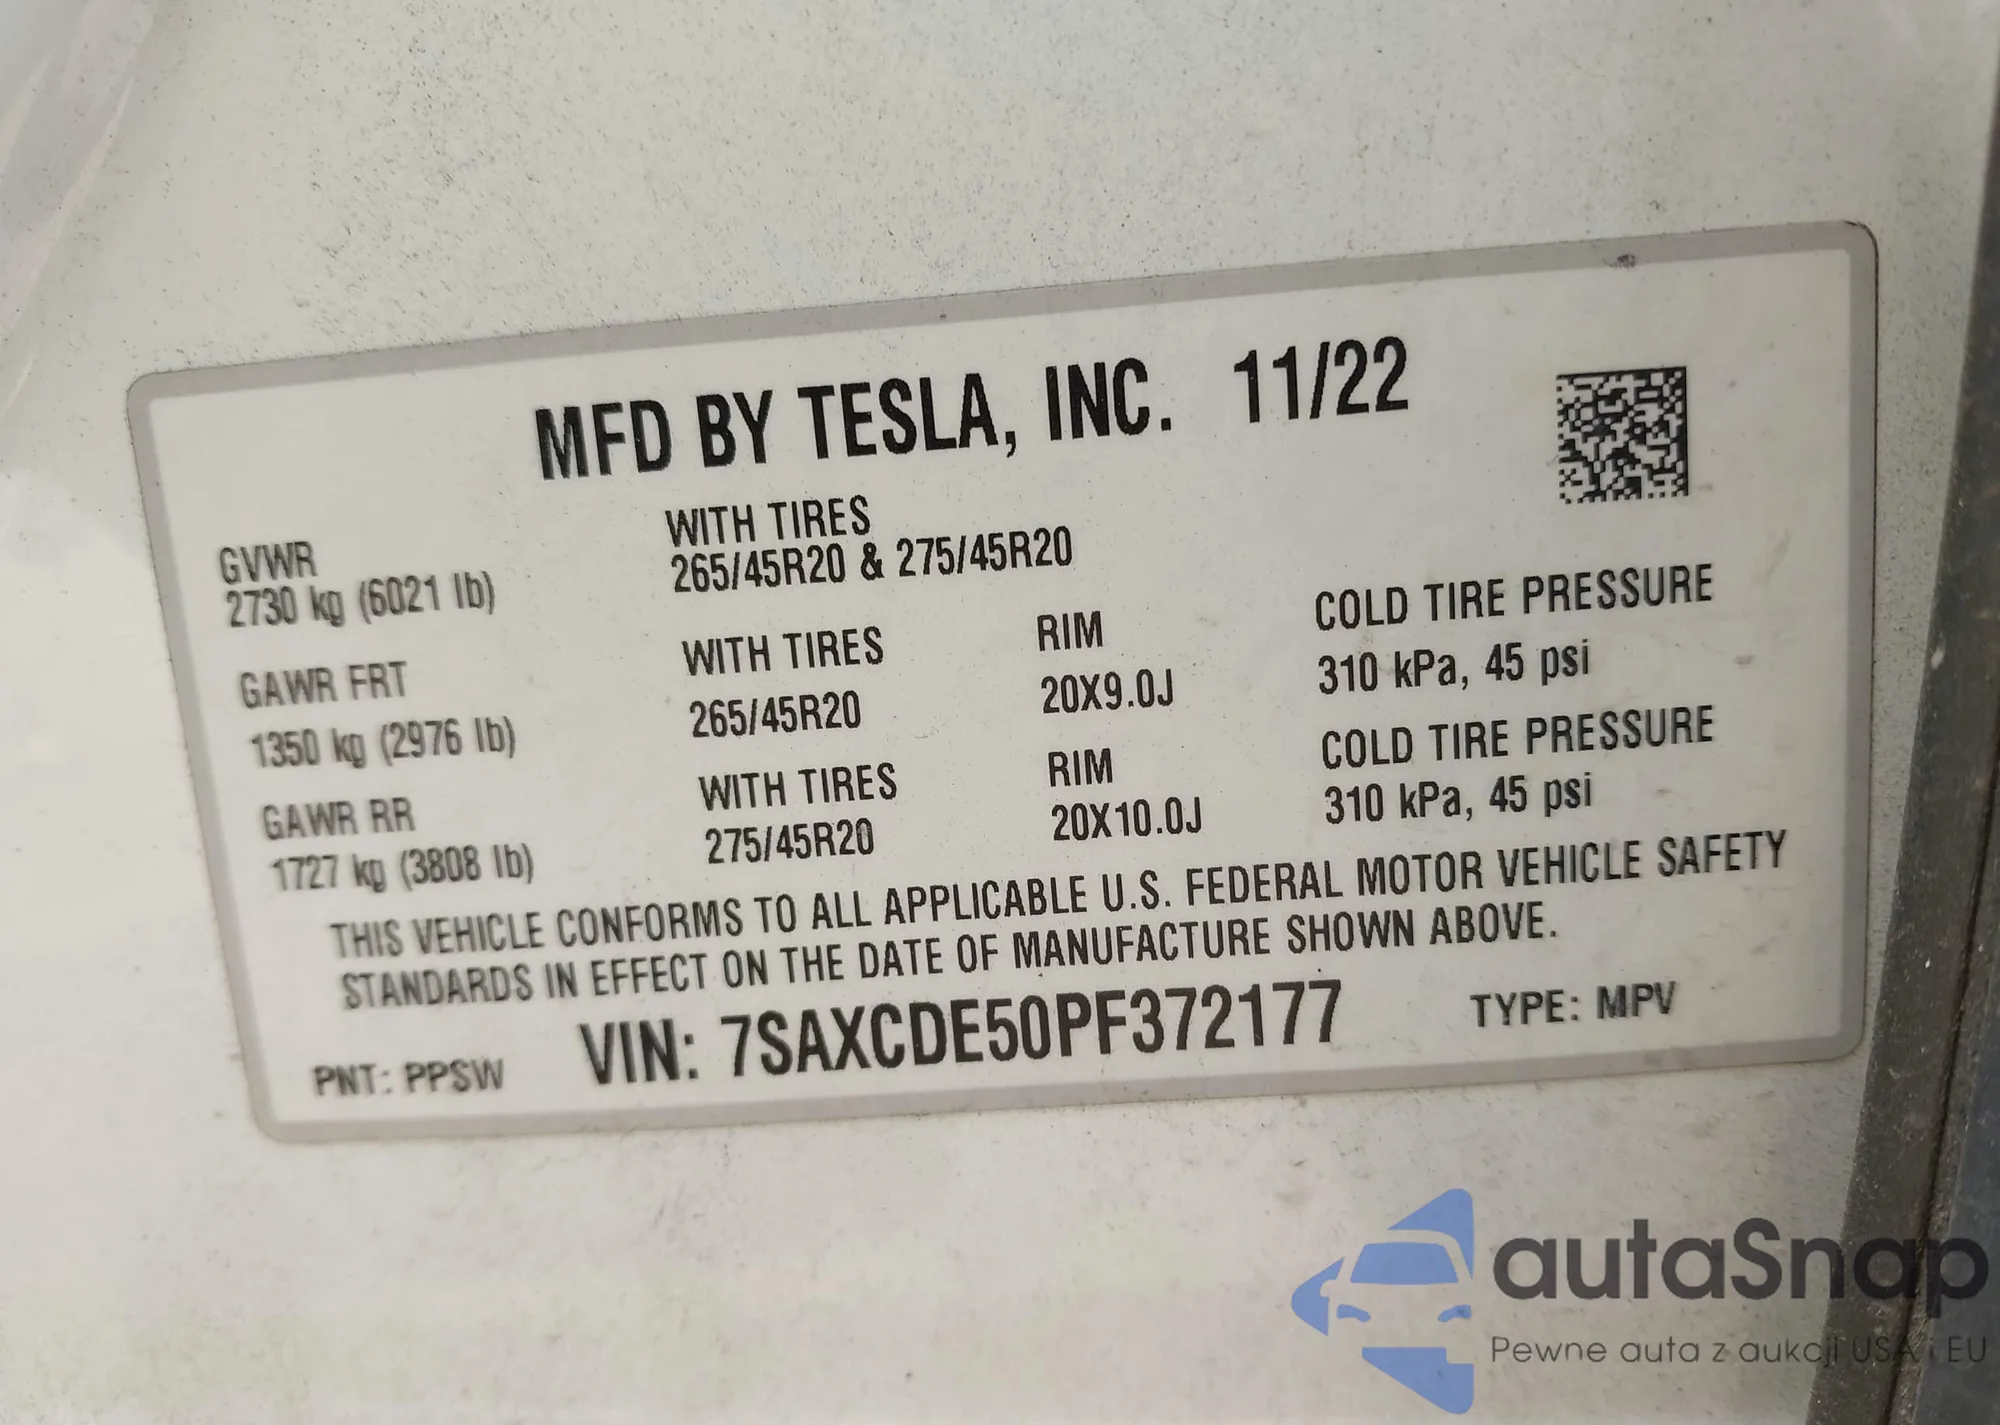 MFD BY TESLA, INC. 11/22
GVWR
2730 kg (6021 lb)
WITH TIRES
265/45R20 & 275/45R20
GAWR FRT
1350 kg (2976 lb)
WITH TIRES
265/45R20
RIM
20X9.0J
COLD TIRE PRESSURE
310 kPa, 45 psi
GAWR RR
1727 kg (3808 lb)
WITH TIRES
275/45R20
RIM
20X10.0J
COLD TIRE PRESSURE
310 kPa, 45 psi
THIS VEHICLE CONFORMS TO ALL APPLICABLE U.S. FEDERAL MOTOR VEHICLE SAFETY
STANDARDS IN EFFECT ON THE DATE OF MANUFACTURE SHOWN ABOVE.
PNT: PPSW VIN: 7SAXCDE50PF372177 TYPE: MPV
autaSnap
Pewne auta z aukcji USA i EU